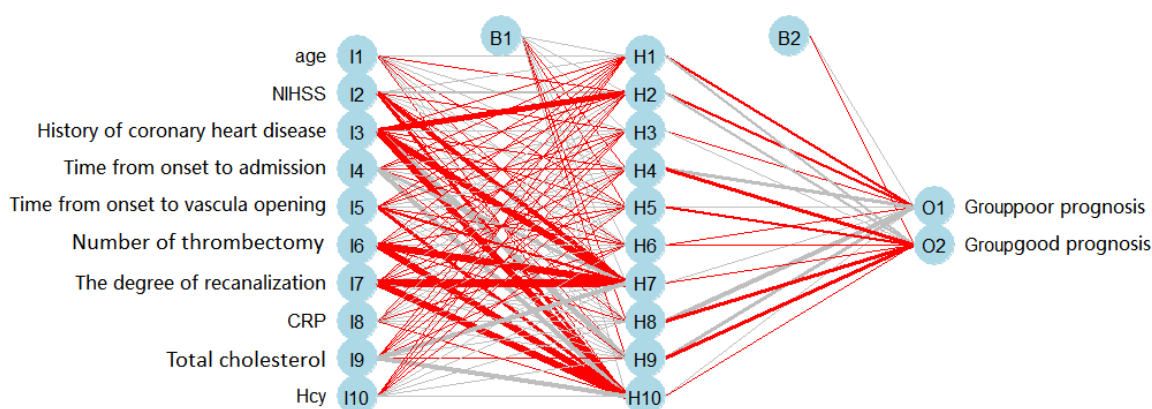 B1
B2
age I1 H1
NIHSS I2 H2
History of coronary heart disease I3 H3
Time from onset to admission I4 H4
Time from onset to vascula opening I5 H5 O1 Grouppoor prognosis
Number of thrombectomy I6 H6 O2 Groupgood prognosis
The degree of recanalization I7 H7
CRP I8 H8
Total cholesterol I9 H9
Hcy I10 H10